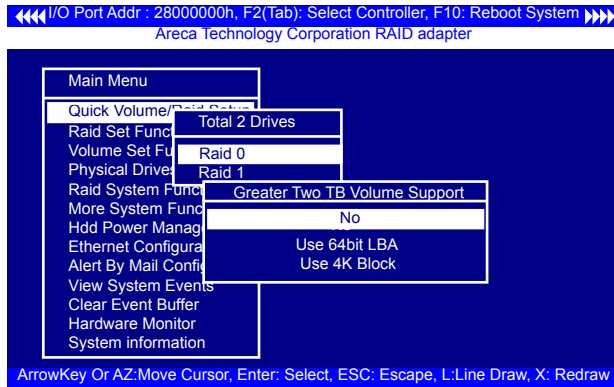 I/O Port Addr : 28000000h, F2(Tab): Select Controller, F10: Reboot System
Areca Technology Corporation RAID adapter
Main Menu
Quick Volume/Raid Setup
Raid Set Funct
Volume Set Fu
Physical Drives
Raid System Funct
More System Func
Hdd Power Manag
Ethernet Configura
Alert By Mail Config
View System Events
Clear Event Buffer
Hardware Monitor
System information
Total 2 Drives
Raid 0
Raid 1
Greater Two TB Volume Support
No
Use 64bit LBA
Use 4K Block
ArrowKey Or AZ:Move Cursor, Enter: Select, ESC: Escape, L:Line Draw, X: Redraw